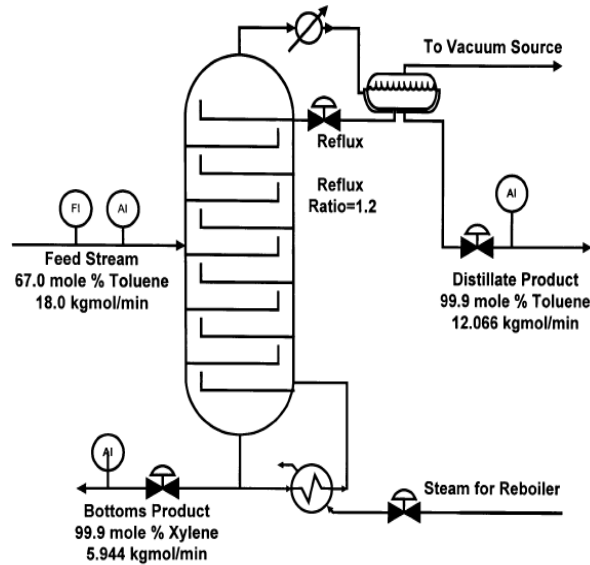 To Vacuum Source
Reflux
Reflux
Ratio=1.2
FI
AI
AI
Feed Stream
67.0 mole % Toluene
18.0 kgmol/min
Distillate Product
99.9 mole % Toluene
12.066 kgmol/min
AI
Steam for Reboiler
Bottoms Product
99.9 mole % Xylene
5.944 kgmol/min